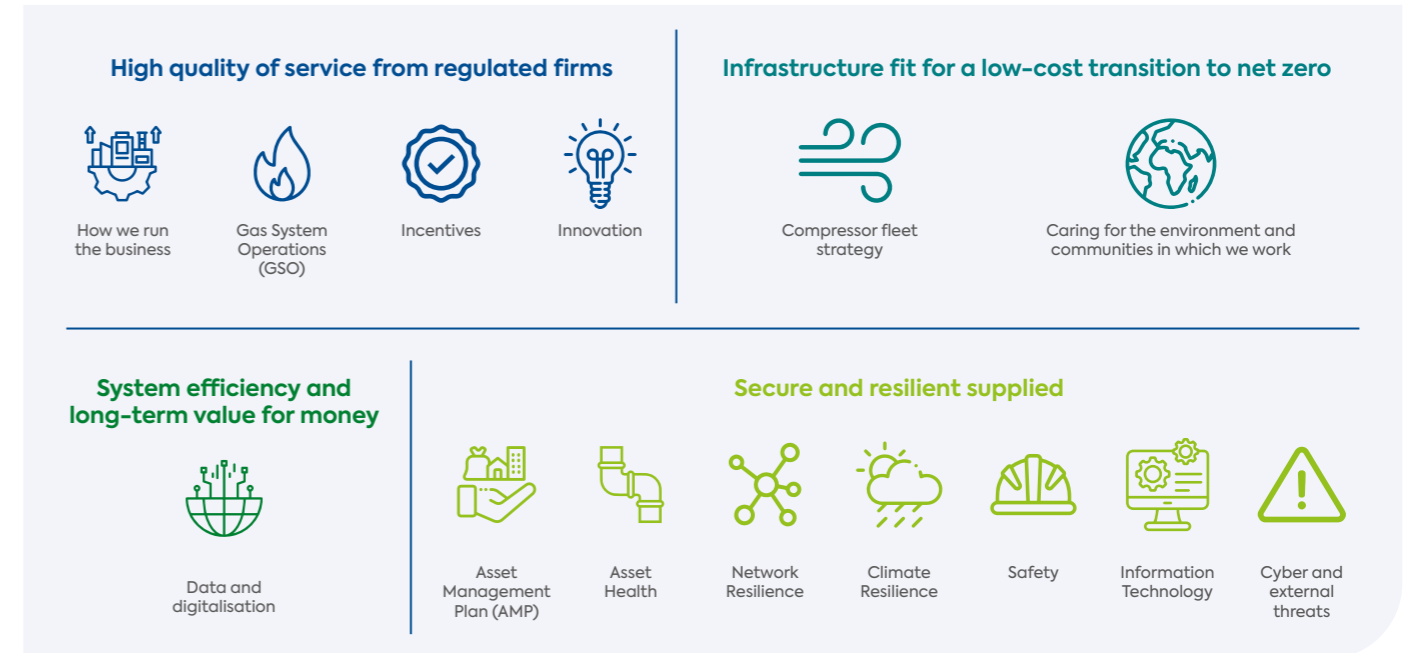 High quality of service from regulated firms
How we run
the business
Gas System
Operations
(GSO)
Incentives
Innovation
Infrastructure fit for a low-cost transition to net zero
Compressor fleet
strategy
Caring for the environment and
communities in which we work
System efficiency and
long-term value for money
Data and
digitalisation
Secure and resilient supplied
Asset
Management
Plan (AMP)
Asset
Health
Network
Resilience
Climate
Resilience
Safety
Information
Technology
Cyber and
external
threats